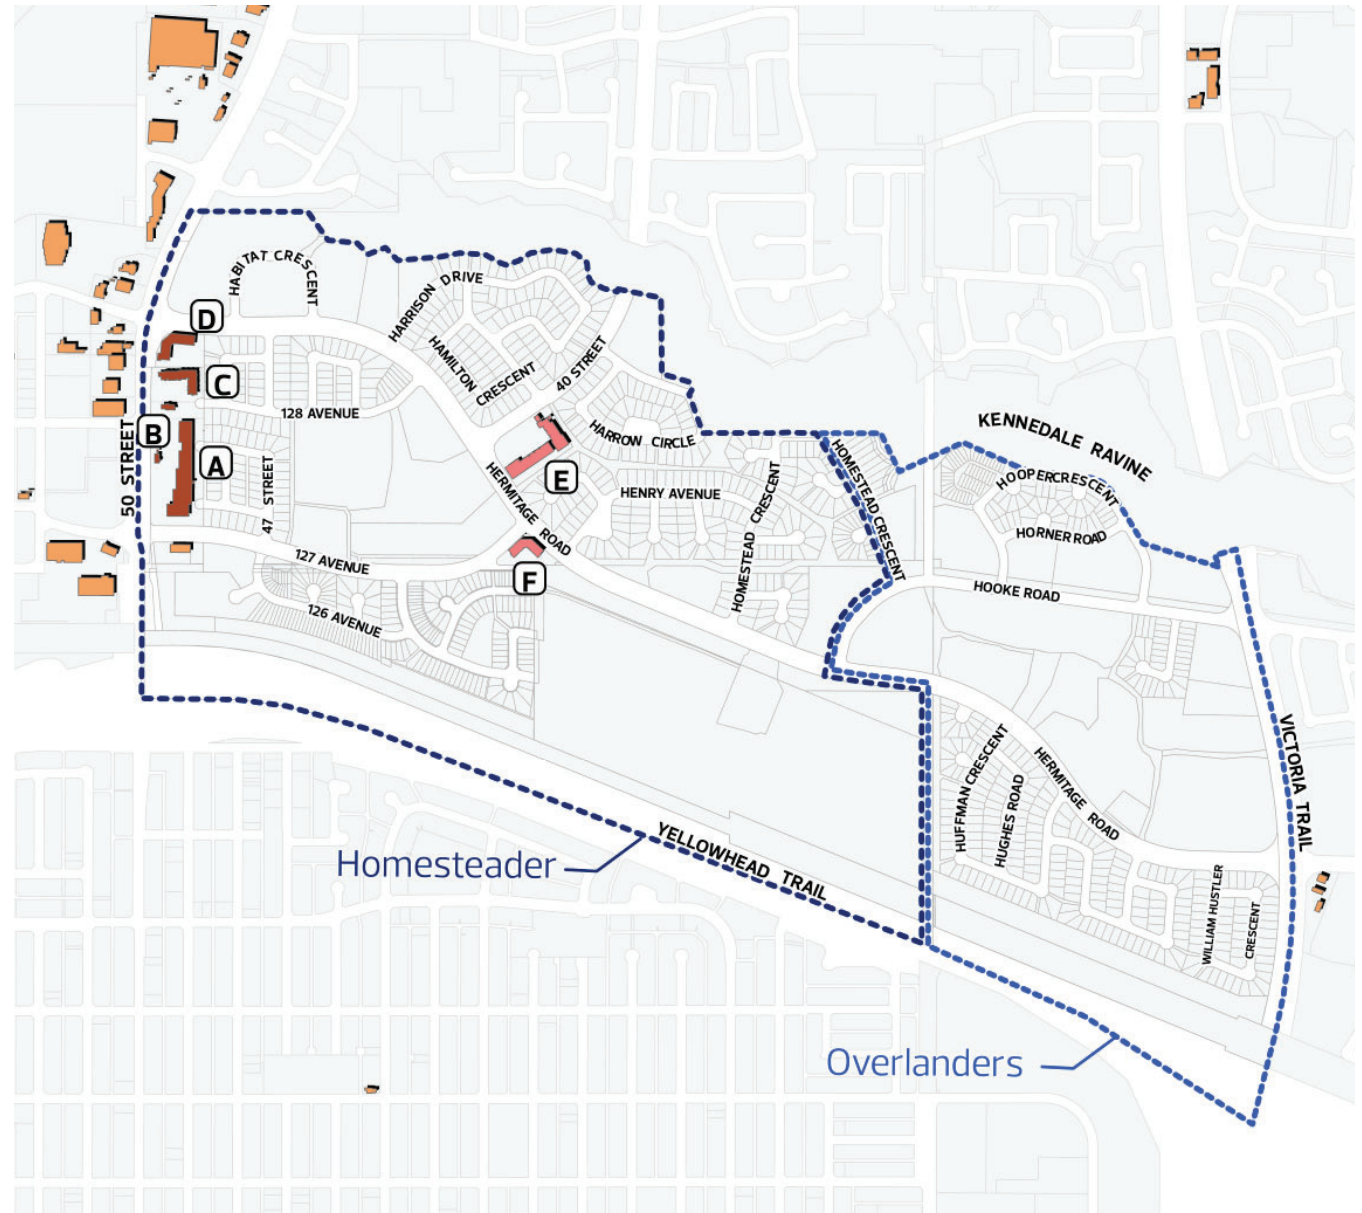 HABITAT CRESCENT
HARRISON DRIVE
D
HAMILTON
CRESCENT
40 STREET
C
128 AVENUE
HARROW CIRCLE
KENNEDALE RAVINE
B
A
50 STREET
47 STREET
HERMITAGE ROAD
E
HENRY AVENUE
HOMESTEAD CRESCENT
HOMESTEAD CRESCENT
HOOPERCRESCENT
HORNER ROAD
127 AVENUE
F
HOOKE ROAD
126 AVENUE
VICTORIA TRAIL
HUFFMAN CRESCENT
HUGHES ROAD
HERMITAGE ROAD
YELLOWHEAD TRAIL
Homesteader
WILLIAM HUSTLER
CRESCENT
Overlanders